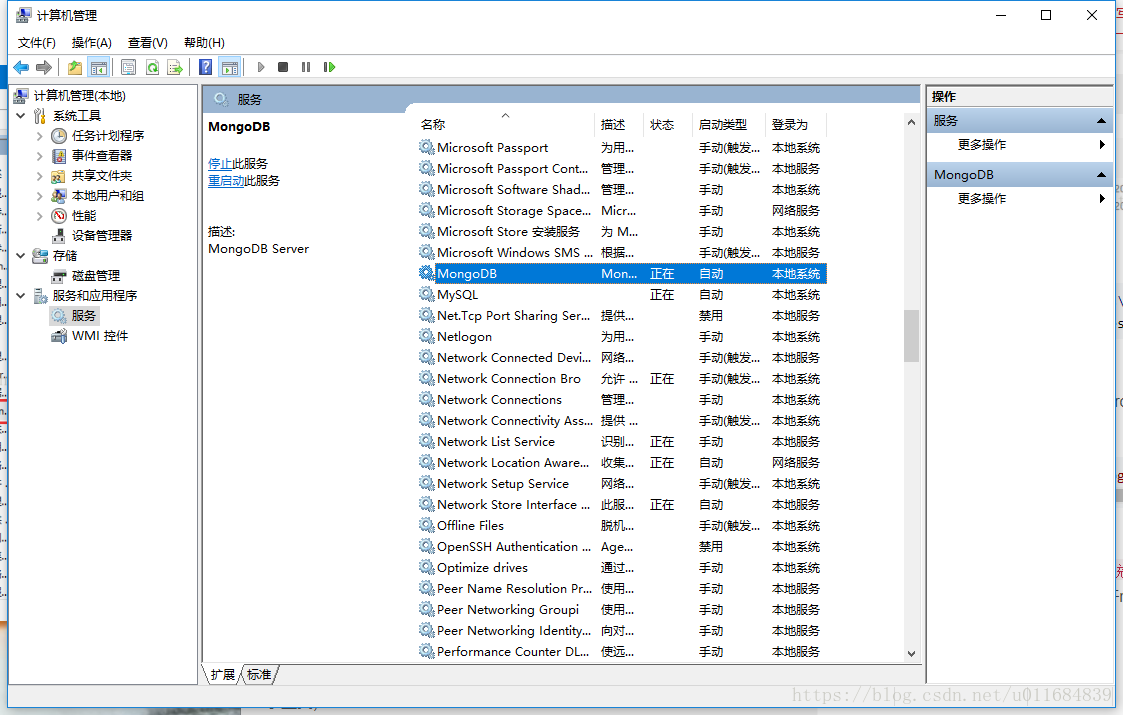 计算机管理
文件(F) 操作(A) 查看(V) 帮助(H)
计算机管理(本地)
系统工具
任务计划程序
事件查看器
共享文件夹
本地用户和组
性能
设备管理器
存储
磁盘管理
服务和应用程序
服务
WMI 控件
服务
MongoDB
停止此服务
重启动此服务
描述:
MongoDB Server
名称 描述 状态 启动类型 登录为
Microsoft Passport 为用... 手动(触发... 本地系统
Microsoft Passport Cont... 管理... 手动(触发... 本地服务
Microsoft Software Shad... 管理... 手动 本地系统
Microsoft Storage Space... Micr... 手动 网络服务
Microsoft Store 安装服务 为 M... 手动 本地系统
Microsoft Windows SMS ... 根据... 手动(触发... 本地系统
MongoDB Mon... 正在 自动 本地系统
MySQL 正在 自动 本地系统
Net.Tcp Port Sharing Ser... 提供... 禁用 本地服务
Netlogon 为用... 手动 本地系统
Network Connected Devi... 网络... 手动(触发... 本地服务
Network Connection Bro 允许 ... 正在 手动(触发... 本地系统
Network Connections 管理... 手动 本地系统
Network Connectivity Ass... 提供 ... 手动(触发... 本地系统
Network List Service 识别... 正在 手动 本地服务
Network Location Aware... 收集... 正在 自动 网络服务
Network Setup Service 网络... 手动(触发... 本地系统
Network Store Interface ... 此服... 正在 自动 本地服务
Offline Files 脱机... 手动(触发... 本地系统
OpenSSH Authentication ... Age... 禁用 本地系统
Optimize drives 通过... 手动 本地系统
Peer Name Resolution Pr... 使用... 手动 本地服务
Peer Networking Groupi 使用... 手动 本地服务
Peer Networking Identity... 向对... 手动 本地服务
Performance Counter DL... 使远... 手动 本地服务
扩展 标准
操作
服务
更多操作
MongoDB
更多操作
https://blog.csdn.net/u011684839